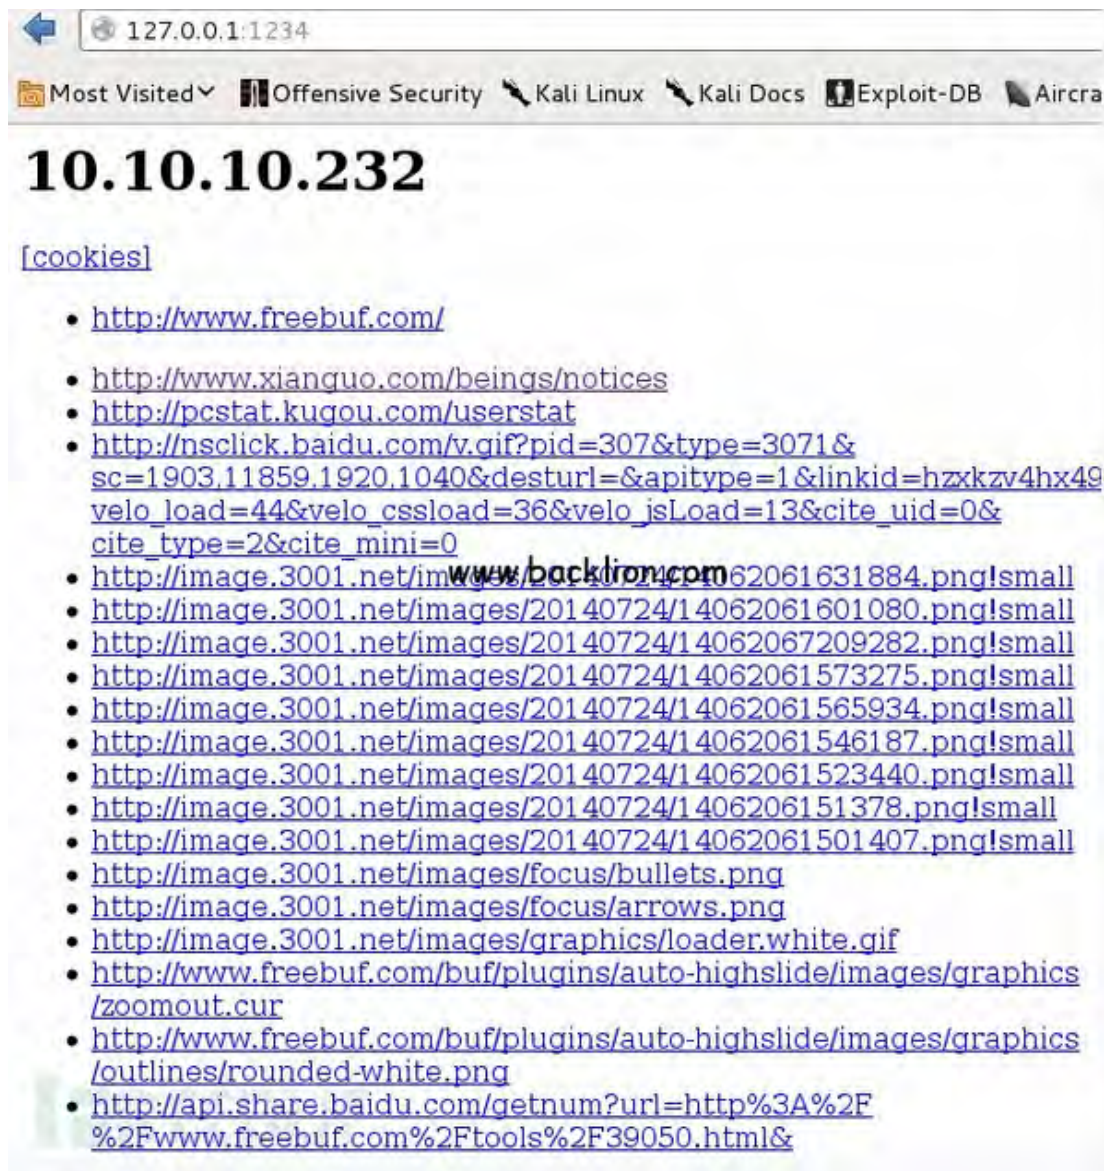 127.0.0.1:1234
Most Visited Offensive Security Kali Linux Kali Docs Exploit-DB Aircra
10.10.10.232
[cookies]
http://www.freebuf.com/
http://www.xianguo.com/beings/notices
http://pcstat.kugou.com/userstat
http://nsclick.baidu.com/v.gif?pid=307&type=3071&
sc=1903,11859,1920,1040&desturl=&apitype=1&linkid=hzxkzv4hx49
velo_load=44&velo_cssload=36&velo_jsLoad=13&cite_uid=0&
cite_type=2&cite_mini=0
www.backlion.com
http://image.3001.net/images/20140724/14062061631884.png!small
http://image.3001.net/images/20140724/14062061601080.png!small
http://image.3001.net/images/20140724/14062067209282.png!small
http://image.3001.net/images/20140724/14062061573275.png!small
http://image.3001.net/images/20140724/14062061565934.png!small
http://image.3001.net/images/20140724/14062061546187.png!small
http://image.3001.net/images/20140724/14062061523440.png!small
http://image.3001.net/images/20140724/1406206151378.png!small
http://image.3001.net/images/20140724/14062061501407.png!small
http://image.3001.net/images/focus/bullets.png
http://image.3001.net/images/focus/arrows.png
http://image.3001.net/images/graphics/loader.white.gif
http://www.freebuf.com/buf/plugins/auto-highslide/images/graphics
/zoomout.cur
http://www.freebuf.com/buf/plugins/auto-highslide/images/graphics
/outlines/rounded-white.png
http://api.share.baidu.com/getnum?url=http%3A%2F
%2Fwww.freebuf.com%2Ftools%2F39050.html&